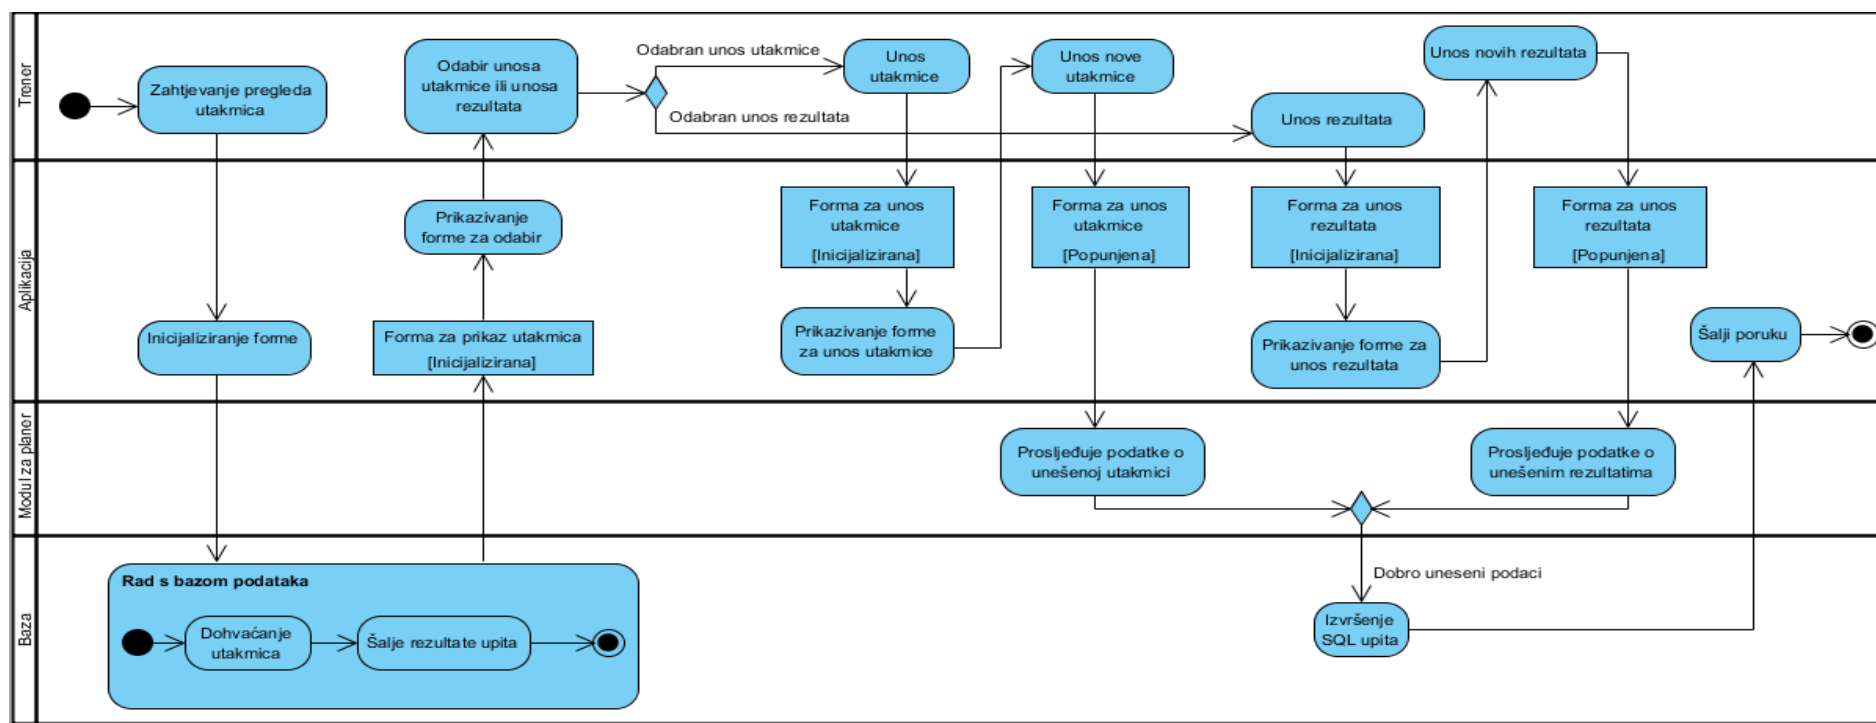 Trener
Zahtjevanje pregleda
utakmica
Odabir unosa
utakmice ili unosa
rezultata
Odabran unos utakmice
Odabran unos rezultata
Unos
utakmice
Unos nove
utakmice
Unos rezultata
Unos novih rezultata
Aplikacija
Inicijaliziranje forme
Prikazivanje
forme za odabir
Forma za prikaz utakmica
[Inicijalizirana]
Forma za unos
utakmice
[Inicijalizirana]
Prikazivanje forme
za unos utakmice
Forma za unos
utakmice
[Popunjena]
Forma za unos
rezultata
[Inicijalizirana]
Prikazivanje forme za
unos rezultata
Forma za unos
rezultata
[Popunjena]
Šalji poruku
Modul za planer
Prosljeđuje podatke o
unešenoj utakmici
Prosljeđuje podatke o
unešenim rezultatima
Baza
Rad s bazom podataka
Dohvaćanje
utakmica
Šalje rezultate upita
Dobro uneseni podaci
Izvršenje
SQL upita